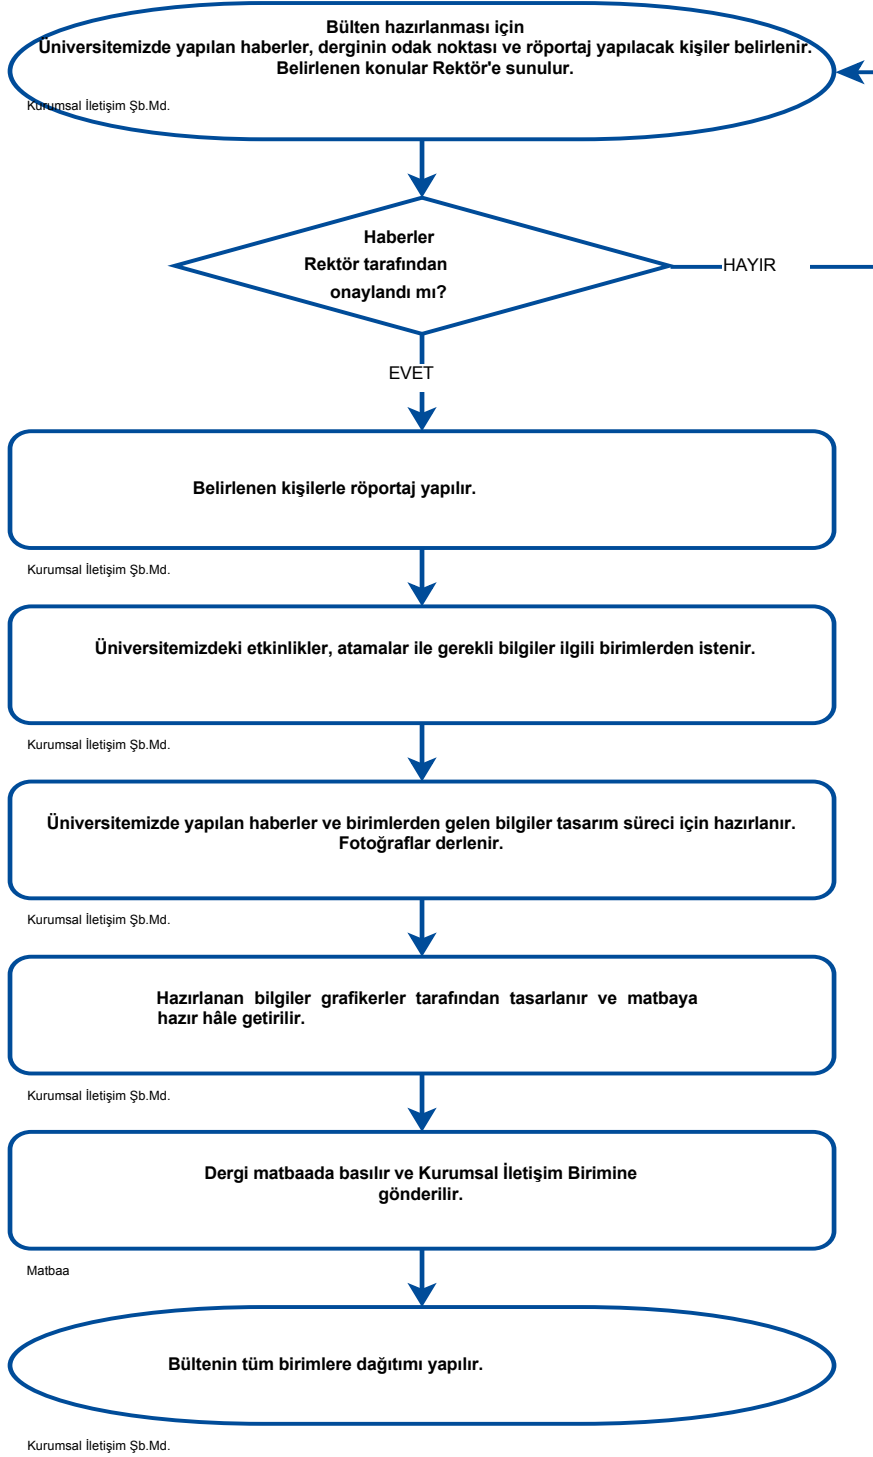 Bülten hazırlanması için
Üniversitemizde yapılan haberler, derginin odak noktası ve röportaj yapılacak kişiler belirlenir.
Belirlenen konular Rektör'e sunulur.
Kurumsal İletişim Şb.Md.
Haberler
Rektör tarafından
onaylandı mı?
HAYIR
EVET
Belirlenen kişilerle röportaj yapılır.
Kurumsal İletişim Şb.Md.
Üniversitemizdeki etkinlikler, atamalar ile gerekli bilgiler ilgili birimlerden istenir.
Kurumsal İletişim Şb.Md.
Üniversitemizde yapılan haberler ve birimlerden gelen bilgiler tasarım süreci için hazırlanır.
Fotoğraflar derlenir.
Kurumsal İletişim Şb.Md.
Hazırlanan bilgiler grafikerler tarafından tasarlanır ve matbaya
hazır hâle getirilir.
Kurumsal İletişim Şb.Md.
Dergi matbaada basılır ve Kurumsal İletişim Birimine
gönderilir.
Matbaa
Bültenin tüm birimlere dağıtımı yapılır.
Kurumsal İletişim Şb.Md.